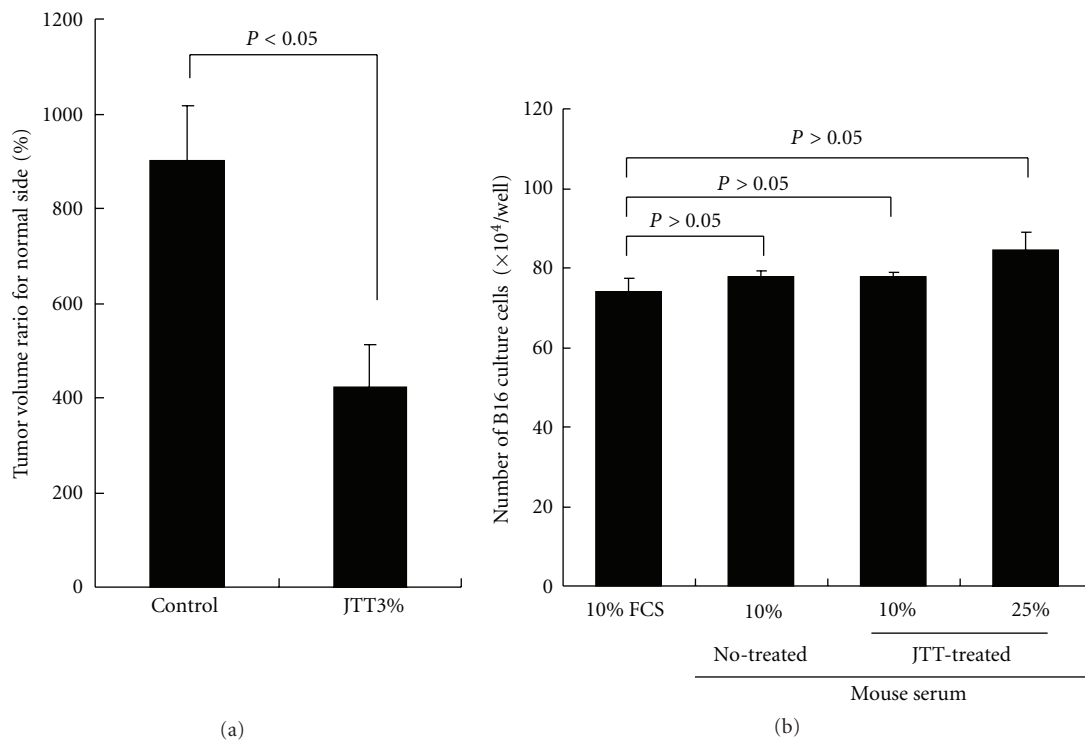 1200
1000
800
600
400
200
0
Tumor volume rario for normal side (%)
P < 0.05
Control JTT3%
(a)
120
100
80
60
40
20
0
Number of B16 culture cells (×10⁴/well)
P > 0.05
P > 0.05
P > 0.05
10% FCS 10% 10% 25%
No-treated JTT-treated
Mouse serum
(b)